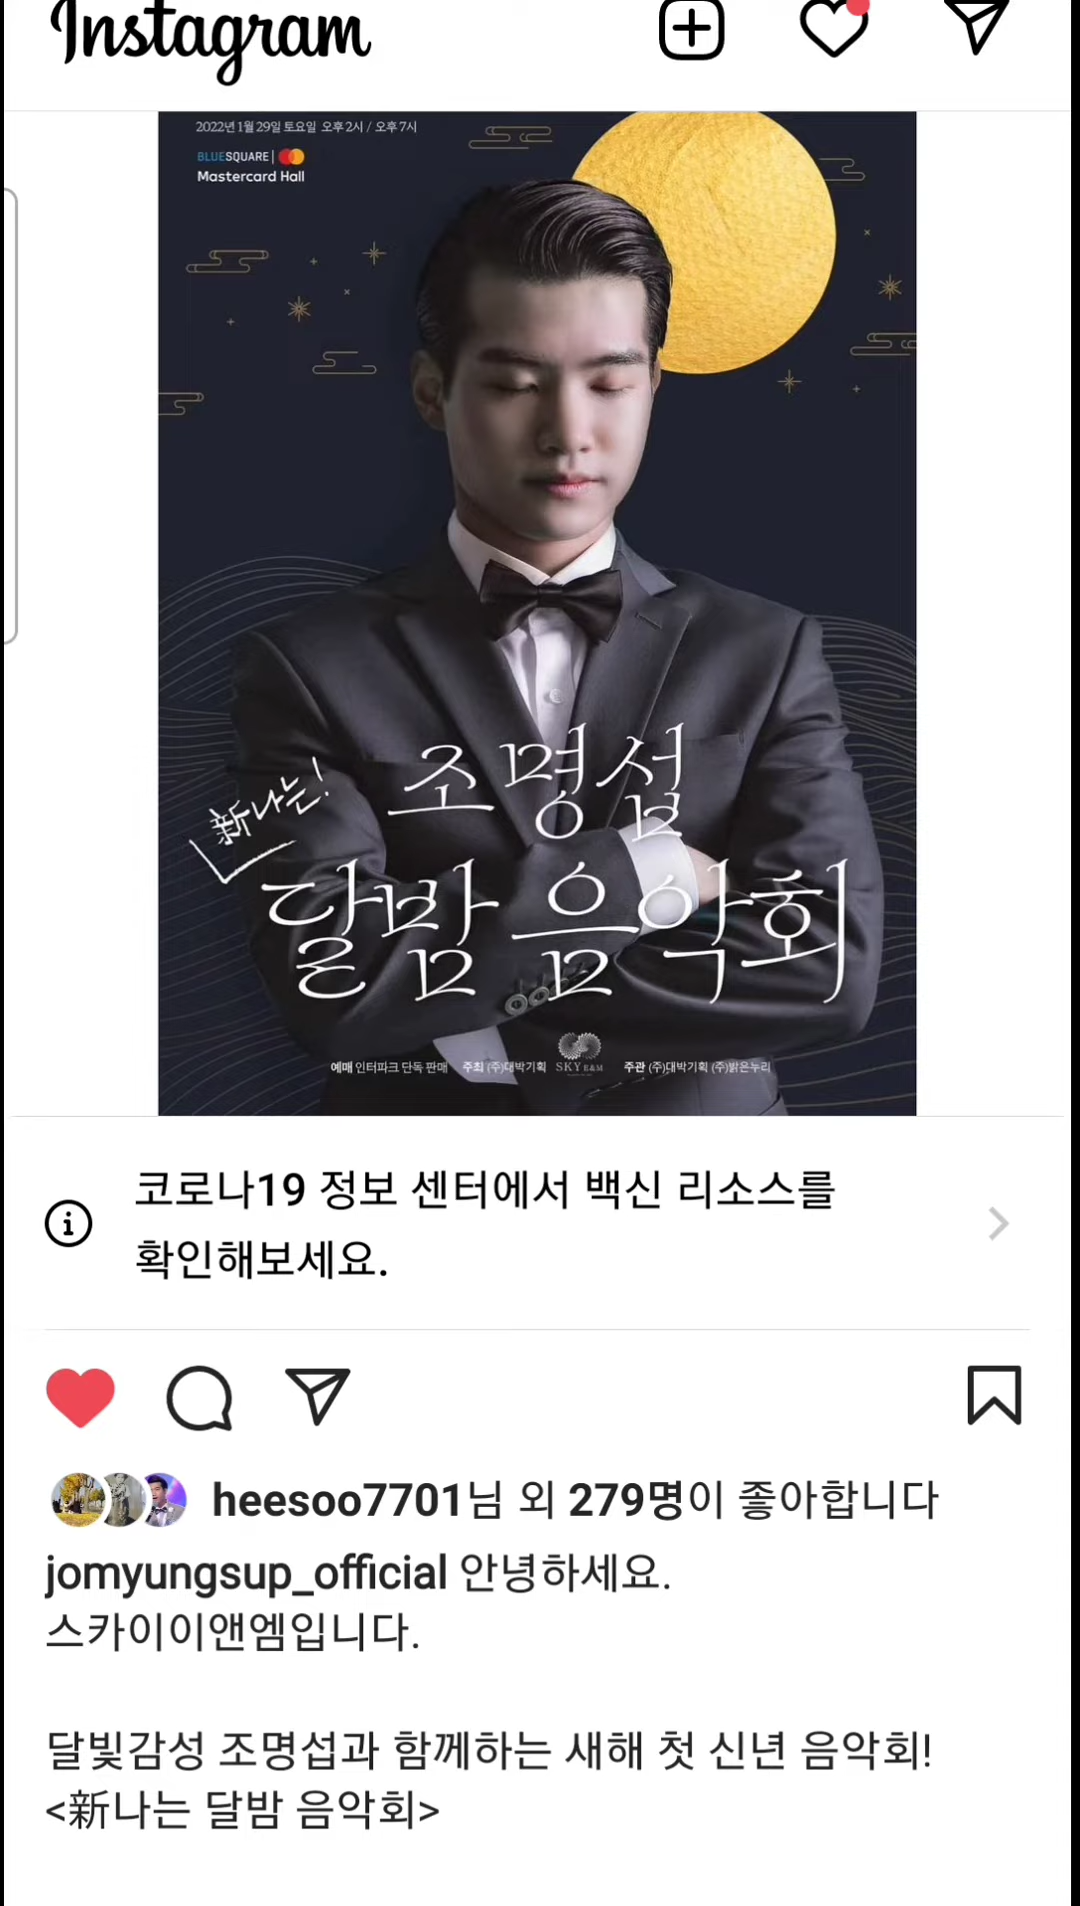 Instagram
2022년 1월 29일 토요일 오후 2시 / 오후 7시
BLUESQUARE |
Mastercard Hall
新나는!
조명섭
달밤 음악회
예매 인터파크 단독 판매 주최 (주)대박기획 SKY E&M 주관 (주)대박기획 (주)밝은누리
코로나19 정보 센터에서 백신 리소스를
확인해보세요.
heesoo7701님 외 279명이 좋아합니다
jomyungsup_official 안녕하세요.
스카이이앤엠입니다.
달빛감성 조명섭과 함께하는 새해 첫 신년 음악회!
<新나는 달밤 음악회>